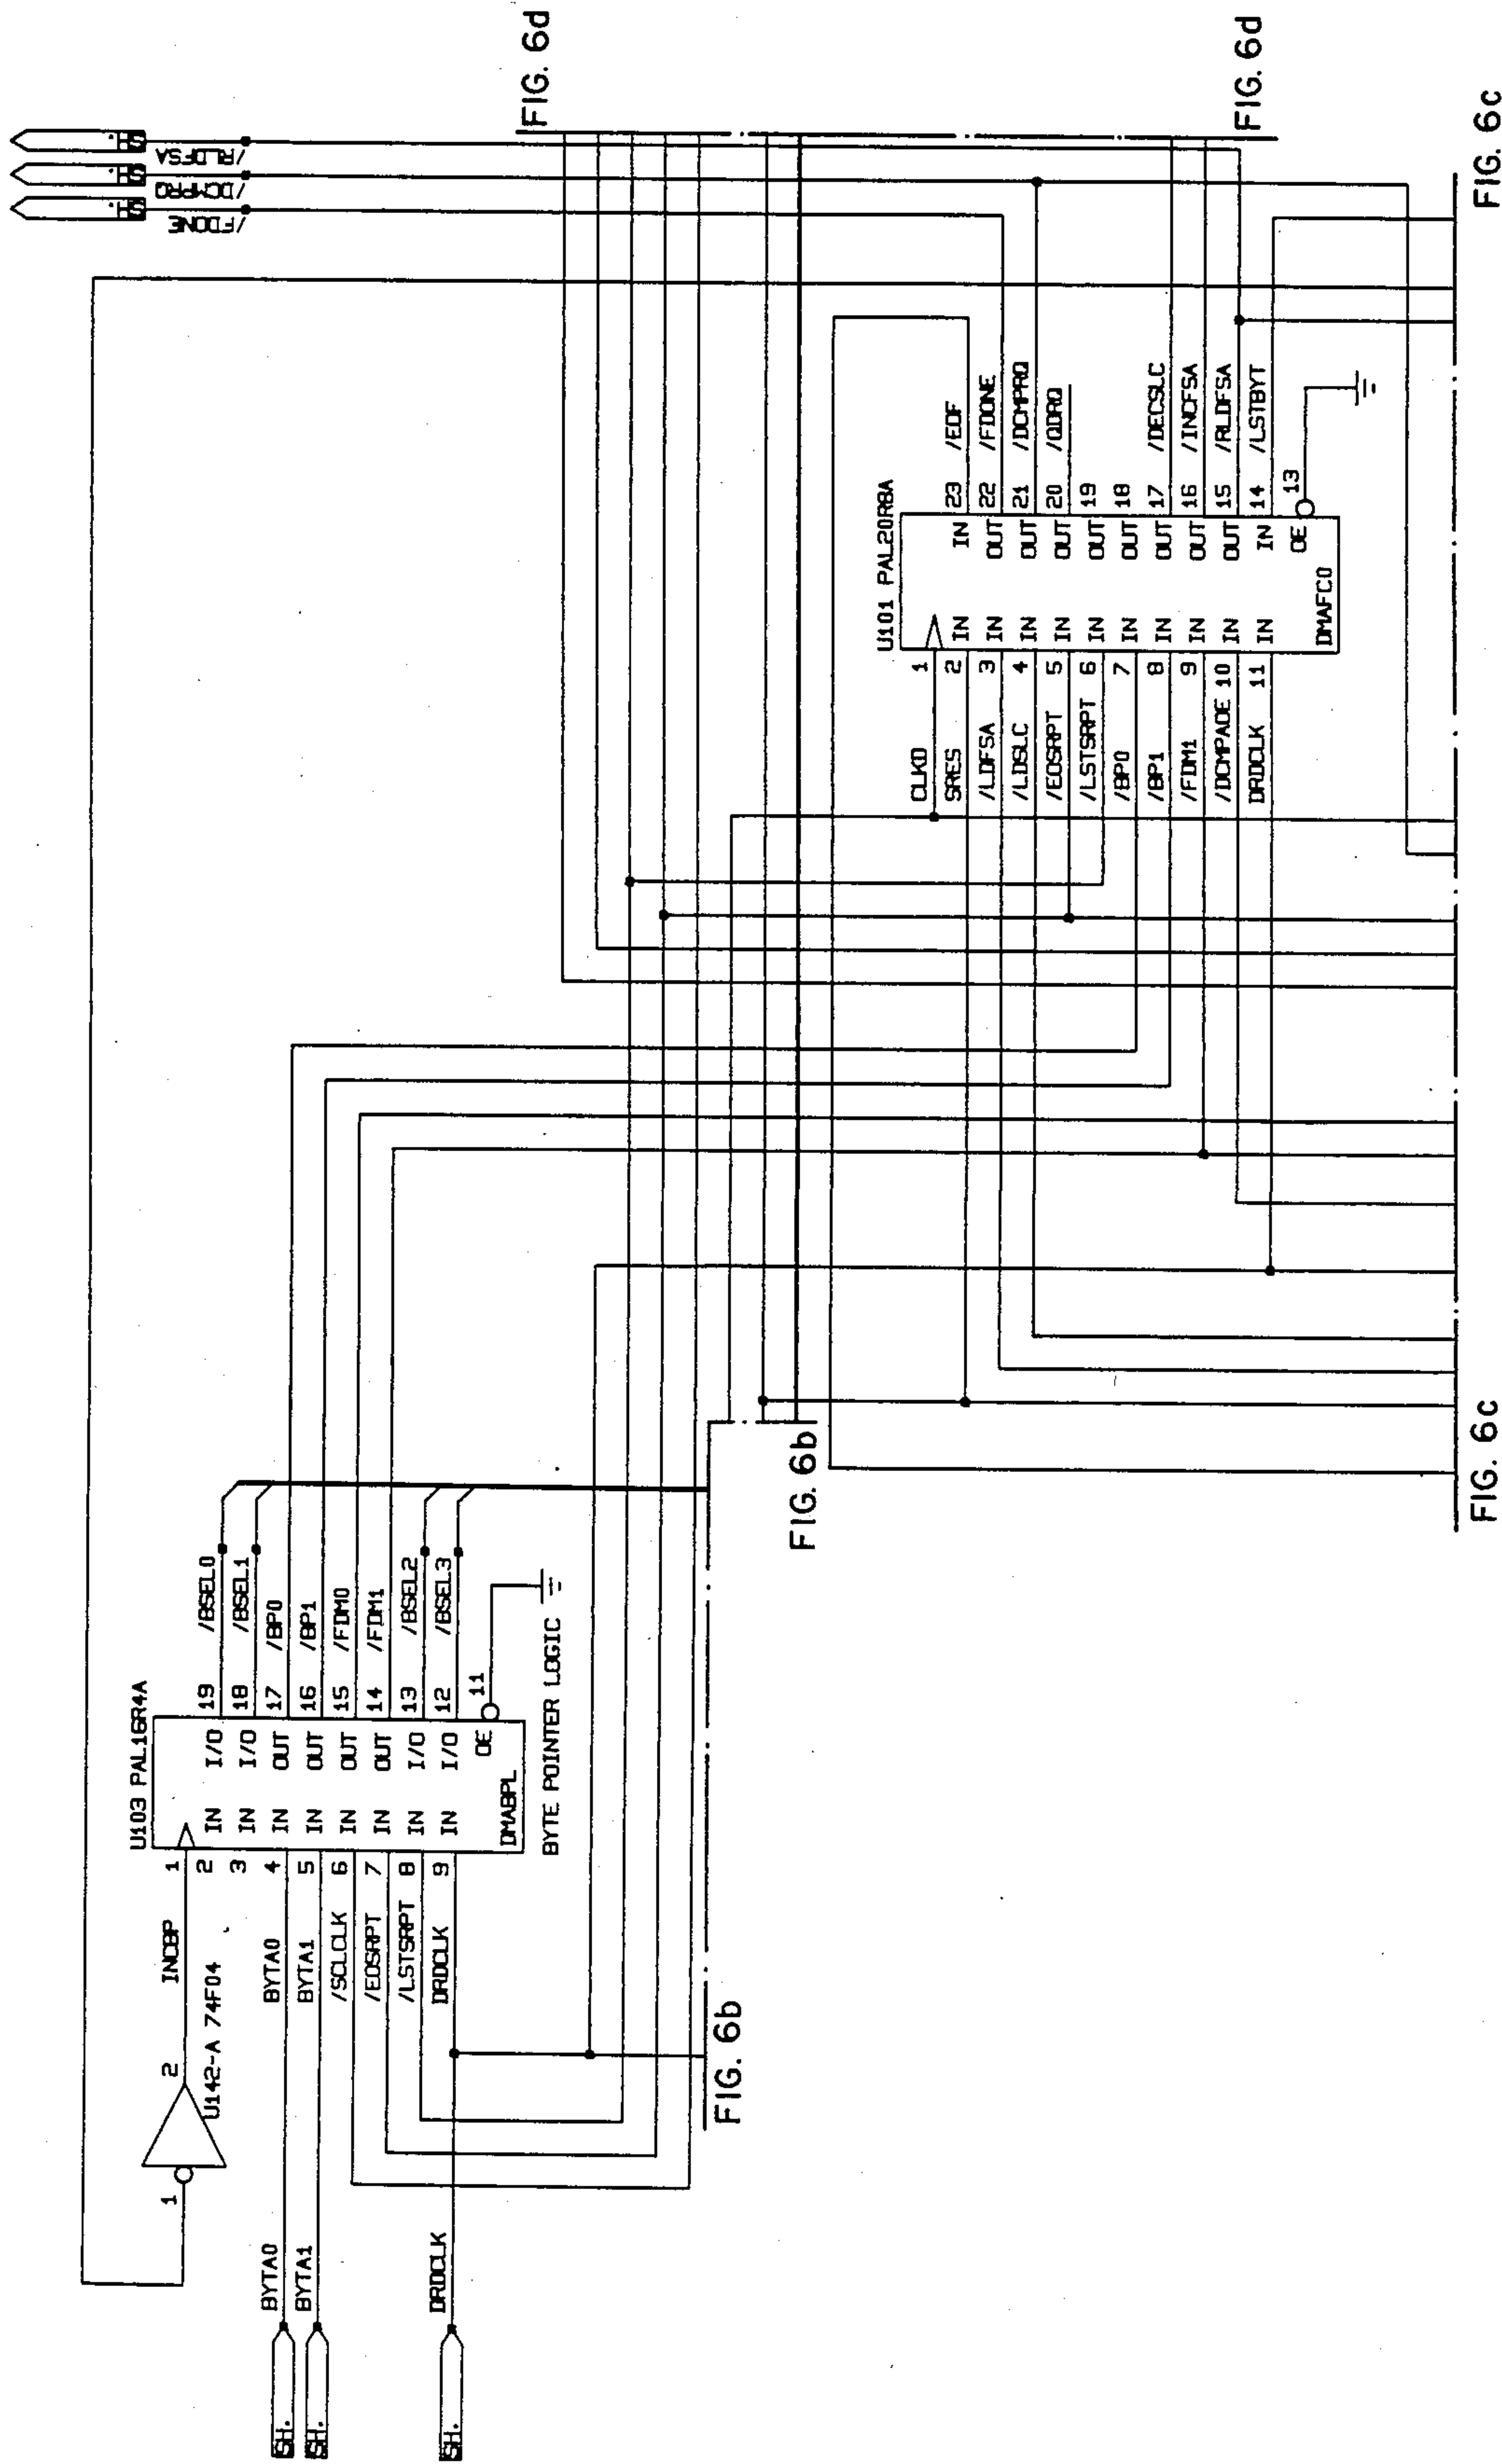 U142-A 74F04
1
2
INCBP
BYTA0
BYTA1
DRDCLK
SH.
SH.
SH.
BYTA0
BYTA1
/SCLCLK
/EOSRPT
/LSTSRPT
DRDCLK
U103 PAL16R4A
1
2 IN I/O 19 /BSEL0
3 IN I/O 18 /BSEL1
4 IN OUT 17 /BP0
5 IN OUT 16 /BP1
6 IN OUT 15 /FDM0
7 IN OUT 14 /FDM1
8 IN I/O 13 /BSEL2
9 IN I/O 12 /BSEL3
OE 11
DMABPL
BYTE POINTER LOGIC
FIG. 6b
FIG. 6b
/FDONE
/DCMPRQ
/RLDFSA
SH.
SH.
SH.
FIG. 6d
U101 PAL20R8A
CLKD 1
SRES 2 IN IN 23 /EOF
/LDFSA 3 IN OUT 22 /FDONE
/LDSLC 4 IN OUT 21 /DCMPRQ
/EOSRPT 5 IN OUT 20 /QDRQ
/LSTSRPT 6 IN OUT 19
/BP0 7 IN OUT 18
/BP1 8 IN OUT 17 /DECSLC
/FDM1 9 IN OUT 16 /INCFSA
/DCMPADE 10 IN OUT 15 /RLDFSA
DRDCLK 11 IN IN 14 /LSTBYT
OE 13
DMAFCO
FIG. 6d
FIG. 6c
FIG. 6c